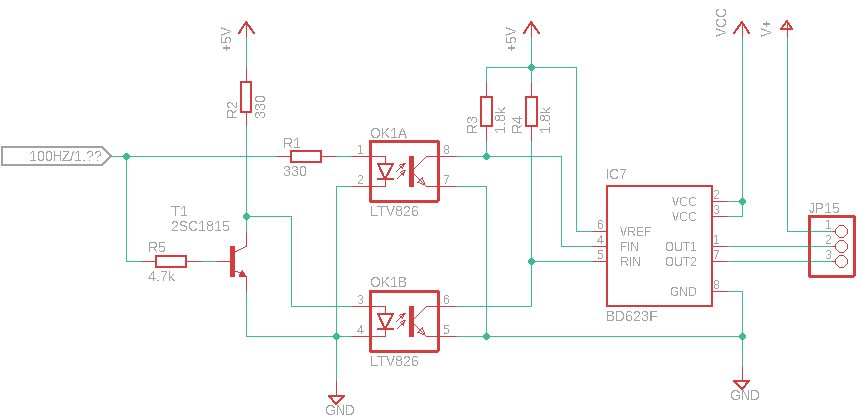 +5V
+5V
VCC
V+
R2
330
R3
1.8k
R4
1.8k
100HZ/1.??
R1
330
OK1A
1
2
8
7
LTV826
T1
2SC1815
R5
4.7k
OK1B
3
4
6
5
LTV826
IC7
VCC
VCC
VREF
FIN
RIN
OUT1
OUT2
GND
2
3
6
4
5
1
7
8
BD623F
JP15
1
2
3
GND
GND